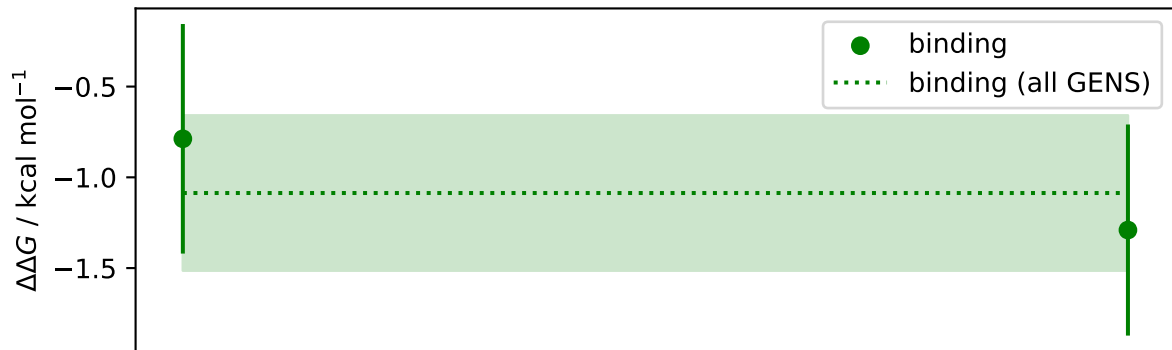 binding
binding (all GENS)
−0.5
−1.0
−1.5
ΔΔG / kcal mol⁻¹